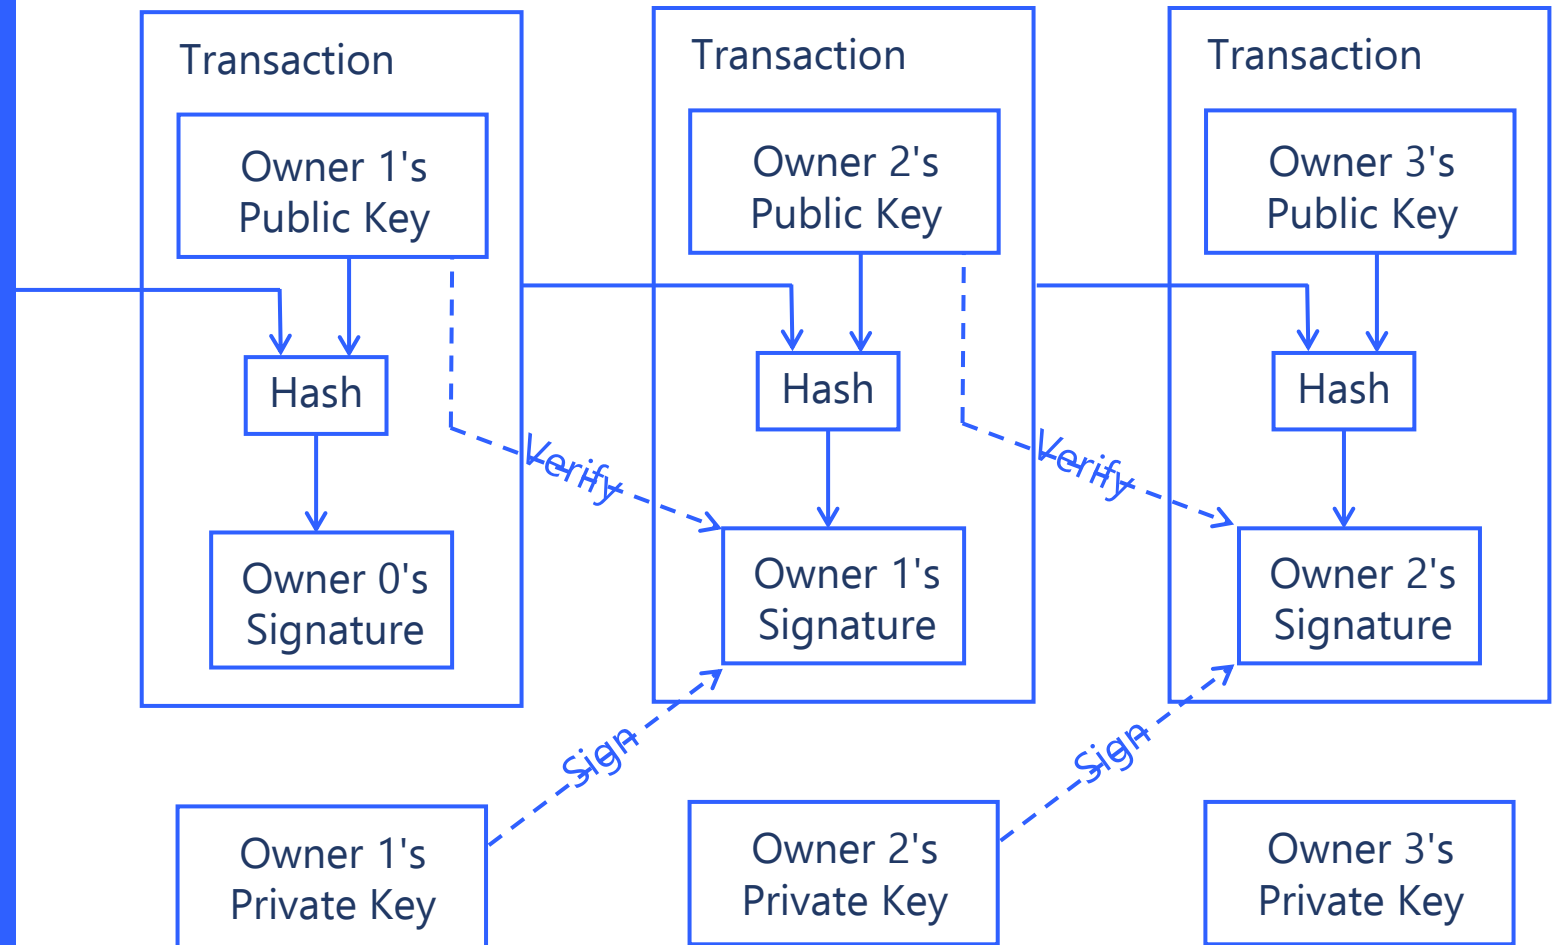 Transaction
Owner 1's
Public Key
Hash
Verify
Owner 0's
Signature
Sign
Owner 1's
Private Key
Transaction
Owner 2's
Public Key
Hash
Verify
Owner 1's
Signature
Sign
Owner 2's
Private Key
Transaction
Owner 3's
Public Key
Hash
Owner 2's
Signature
Owner 3's
Private Key